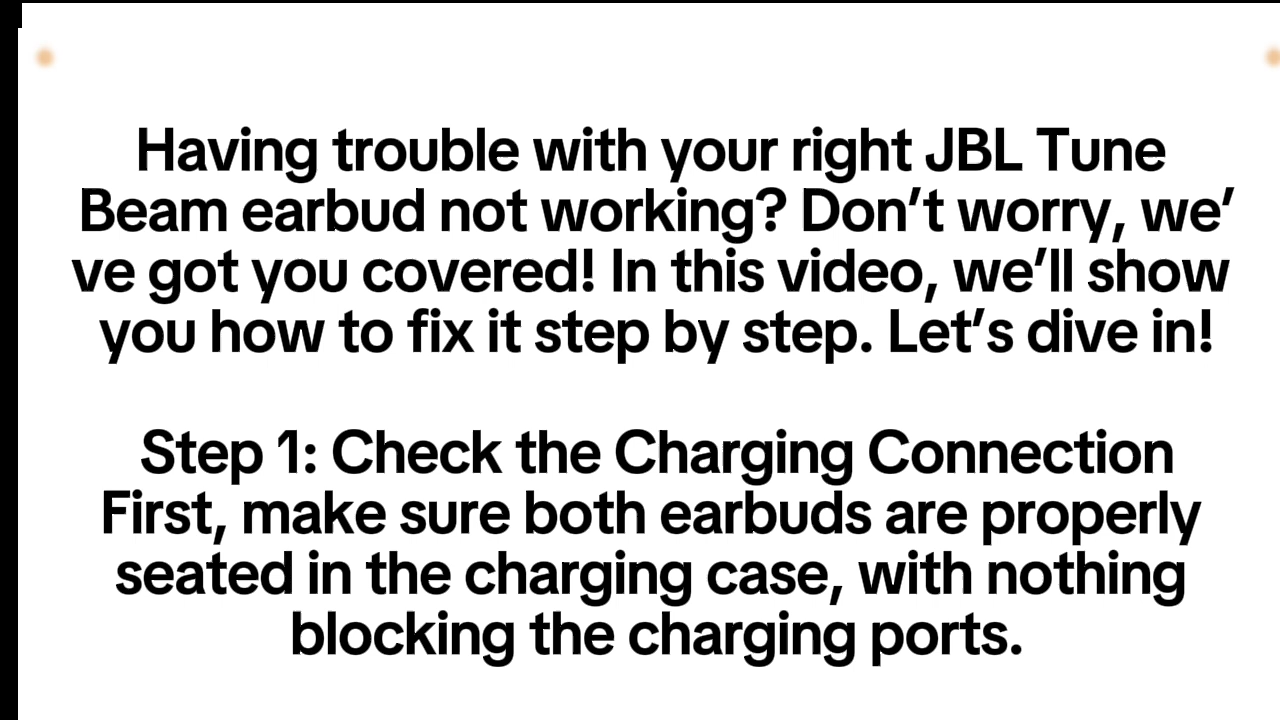 Having trouble with your right JBL Tune
Beam earbud not working? Don’t worry, we’
ve got you covered! In this video, we’ll show
you how to fix it step by step. Let’s dive in!
Step 1: Check the Charging Connection
First, make sure both earbuds are properly
seated in the charging case, with nothing
blocking the charging ports.